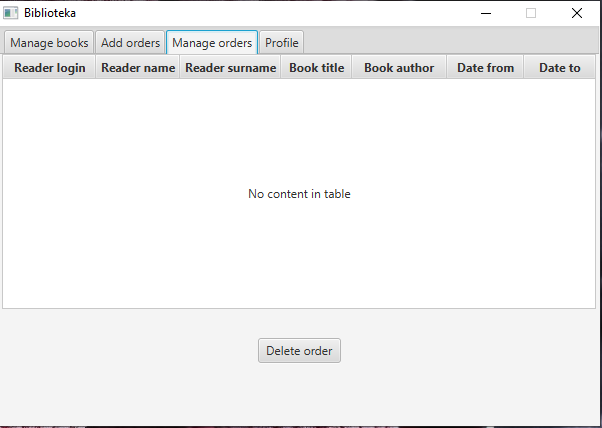 Biblioteka
Manage books Add orders Manage orders Profile
Reader login Reader name Reader surname Book title Book author Date from Date to
No content in table
Delete order